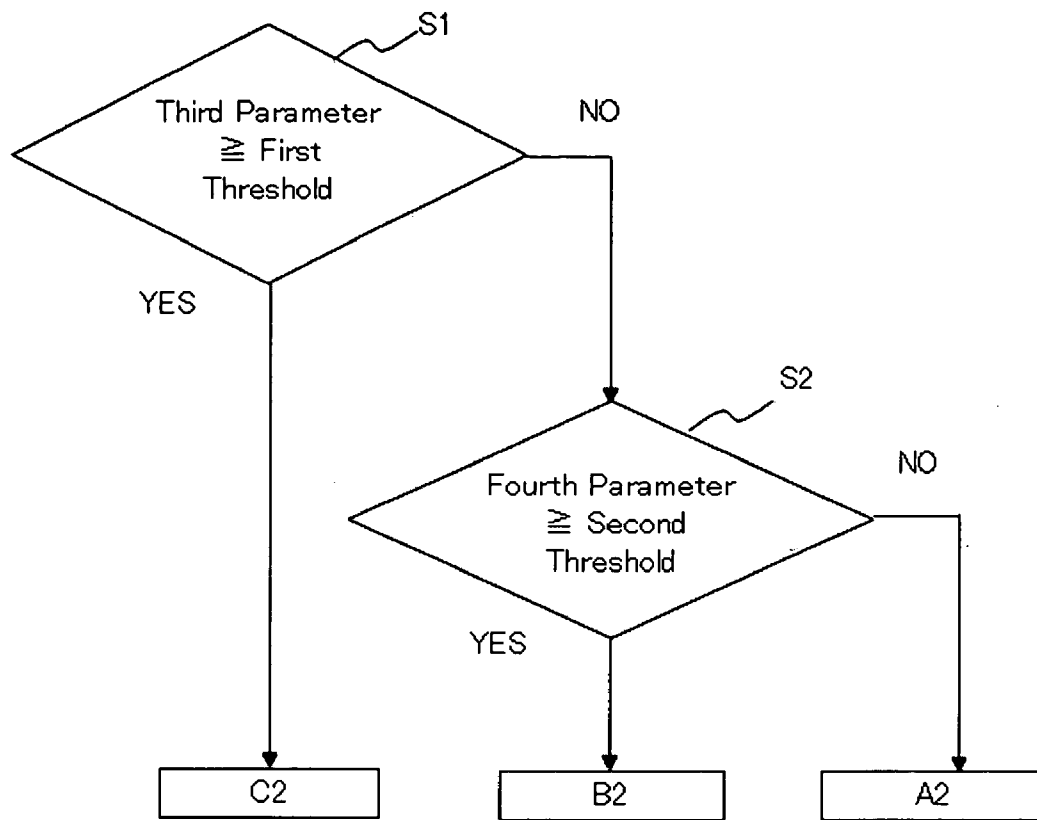 S1
Third Parameter
≧ First
Threshold
NO
YES
S2
Fourth Parameter
≧ Second
Threshold
NO
YES
C2
B2
A2